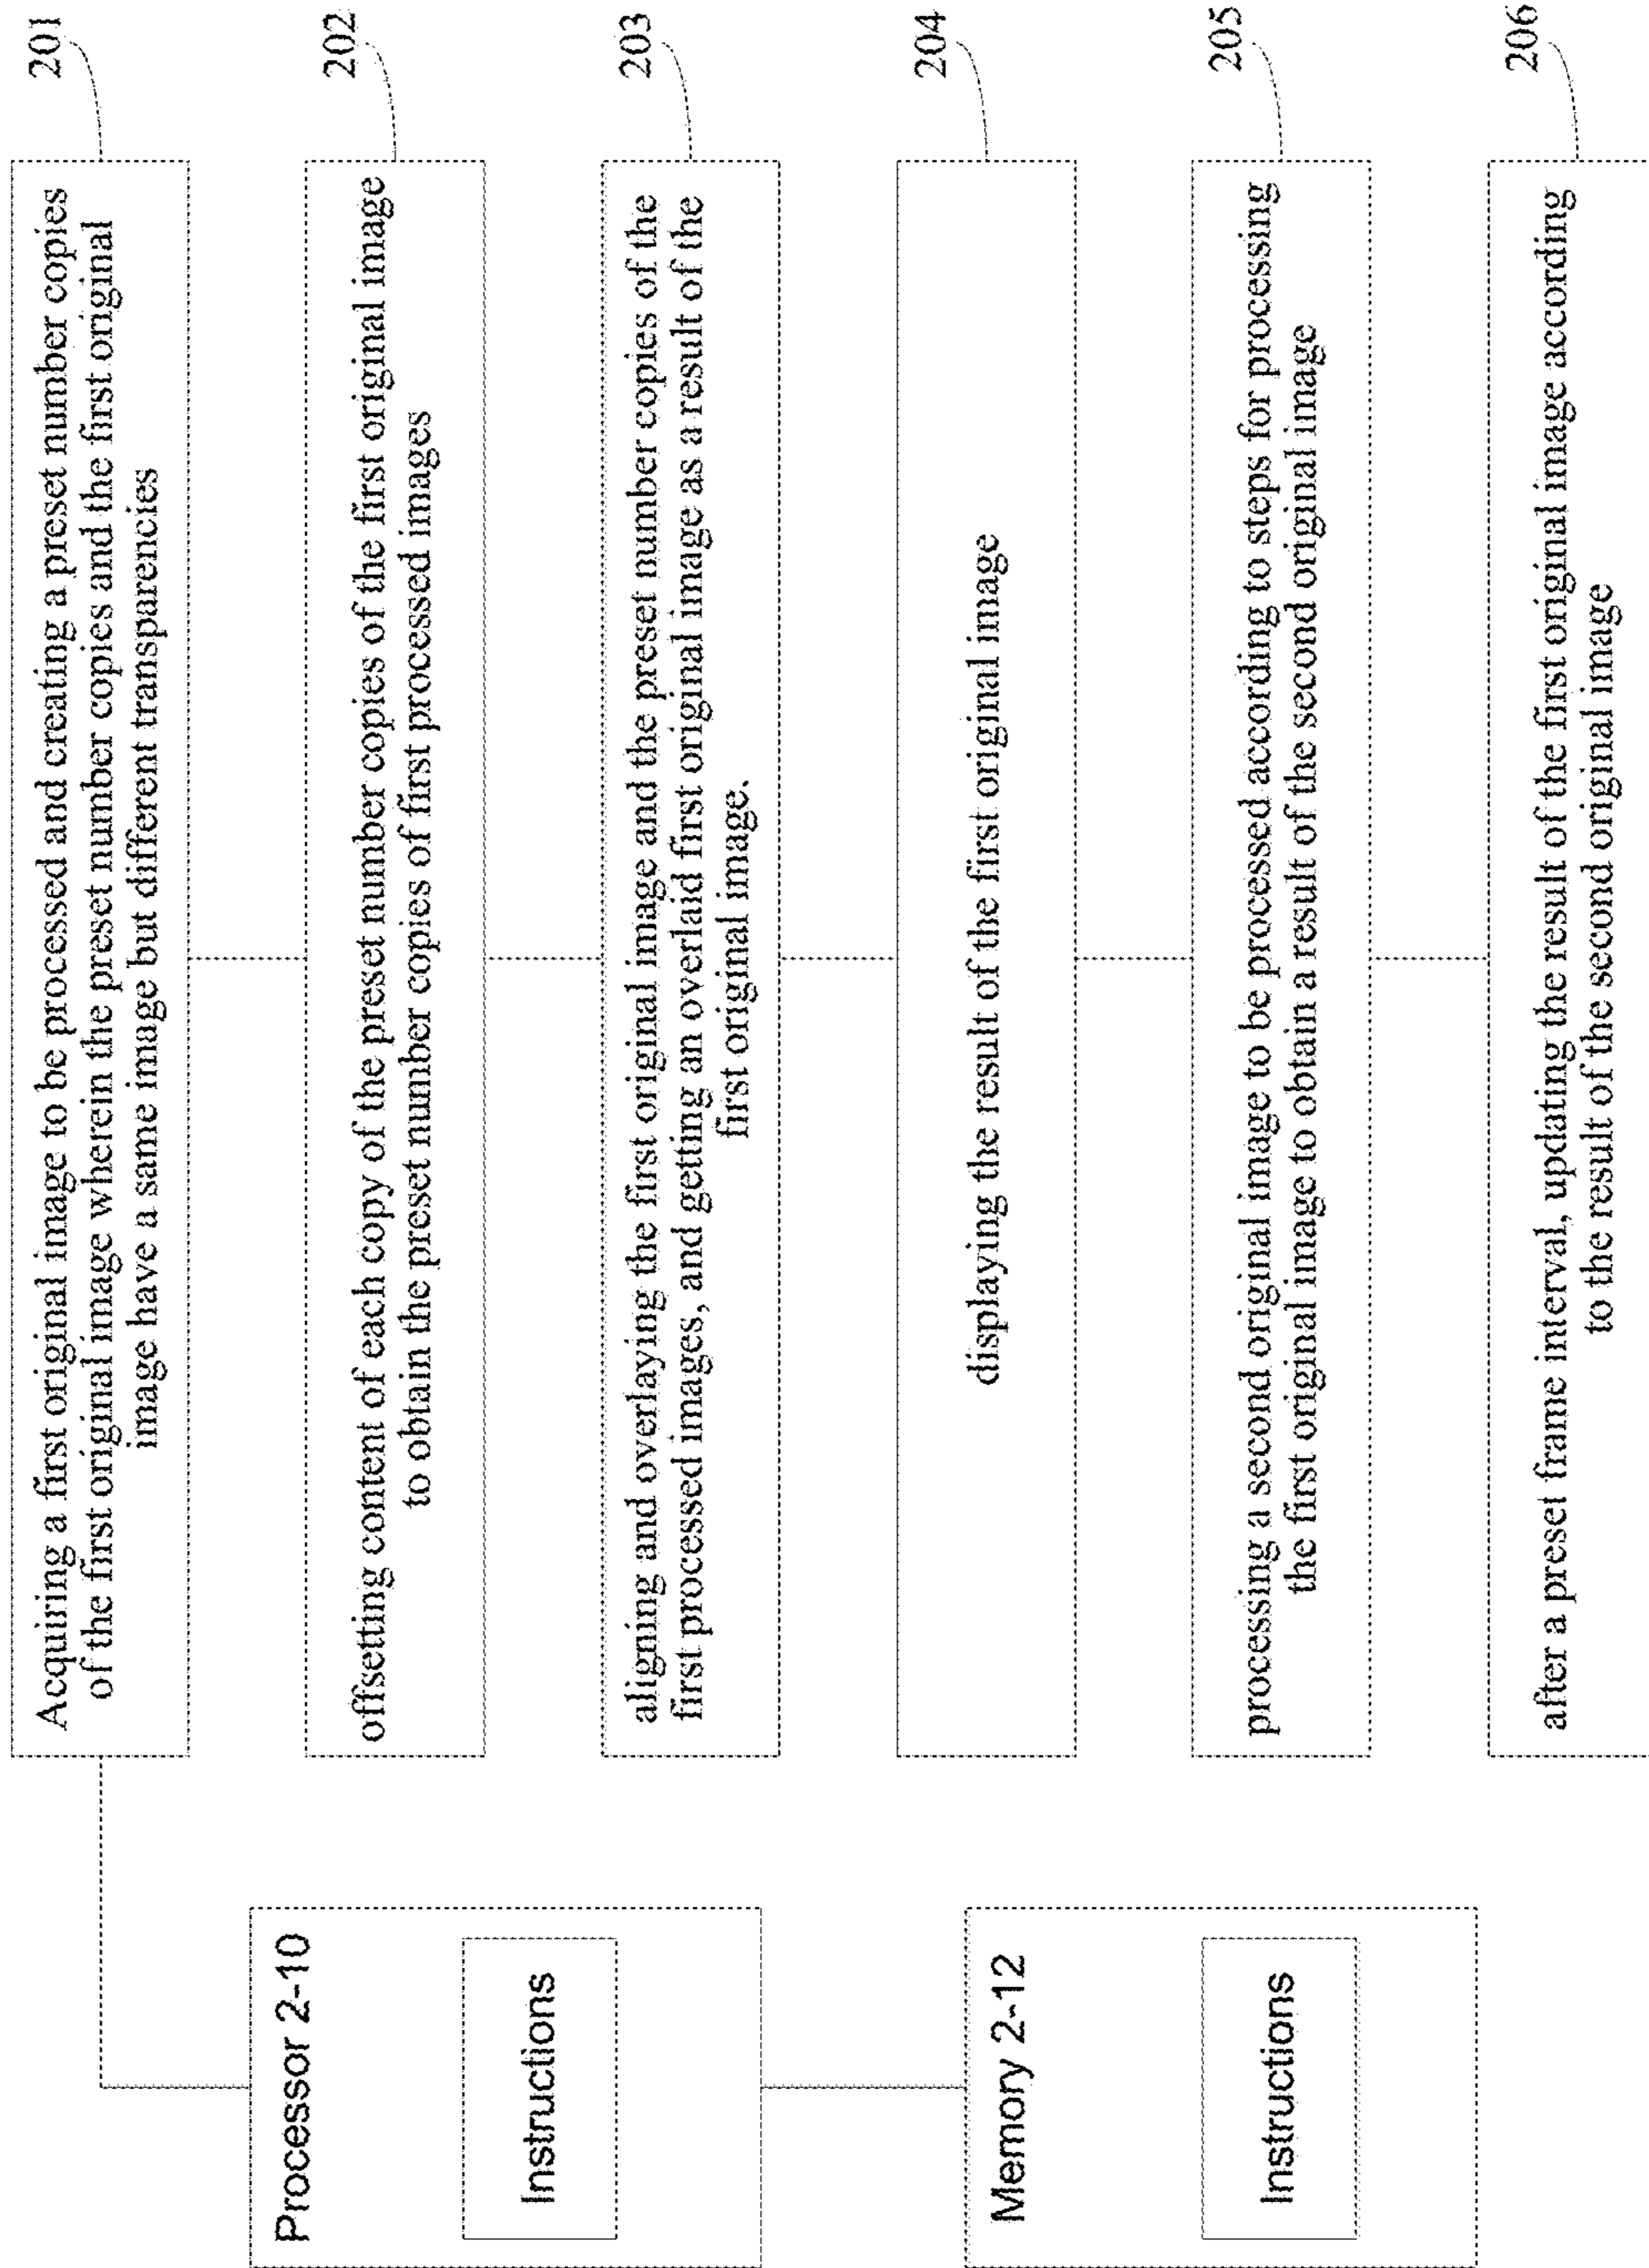 Acquiring a first original image to be processed and creating a preset number copies
of the first original image wherein the preset number copies and the first original
image have a same image but different transparencies
201
offsetting content of each copy of the preset number copies of the first original image
to obtain the preset number copies of first processed images
202
aligning and overlaying the first original image and the preset number copies of the
first processed images, and getting an overlaid first original image as a result of the
first original image.
203
displaying the result of the first original image
204
processing a second original image to be processed according to steps for processing
the first original image to obtain a result of the second original image
205
after a preset frame interval, updating the result of the first original image according
to the result of the second original image
206
Processor 2-10
Instructions
Memory 2-12
Instructions